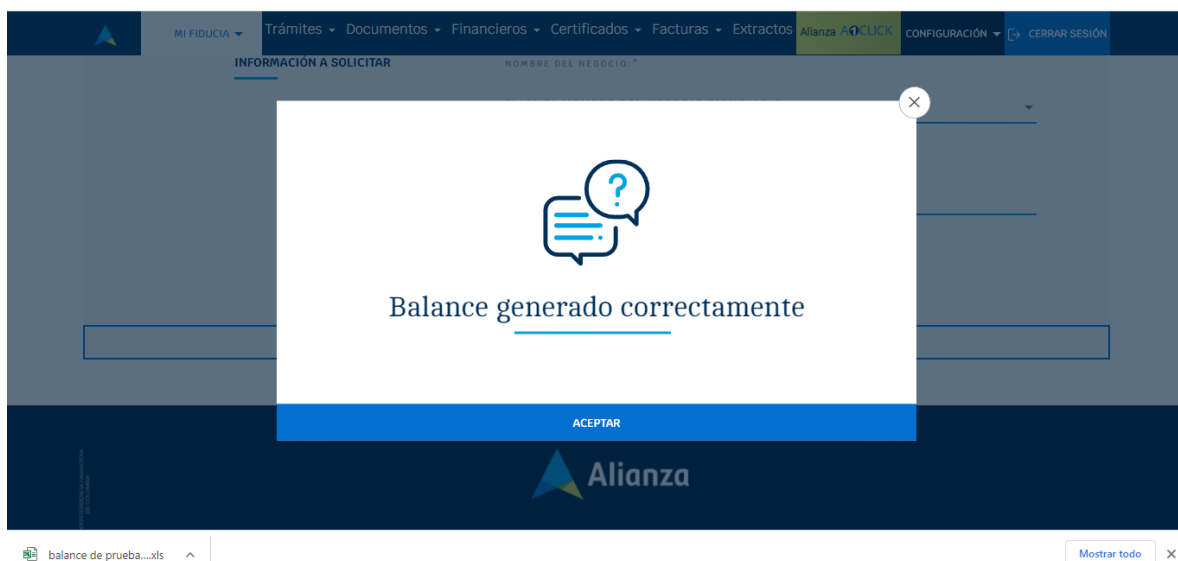 MI FIDUCIA
Trámites
Documentos
Financieros
Certificados
Facturas
Extractos
Alianza A1CLICK
CONFIGURACIÓN
CERRAR SESIÓN
INFORMACIÓN A SOLICITAR
NOMBRE DEL NEGOCIO:*
?
Balance generado correctamente
ACEPTAR
Alianza
balance de prueba....xls
Mostrar todo